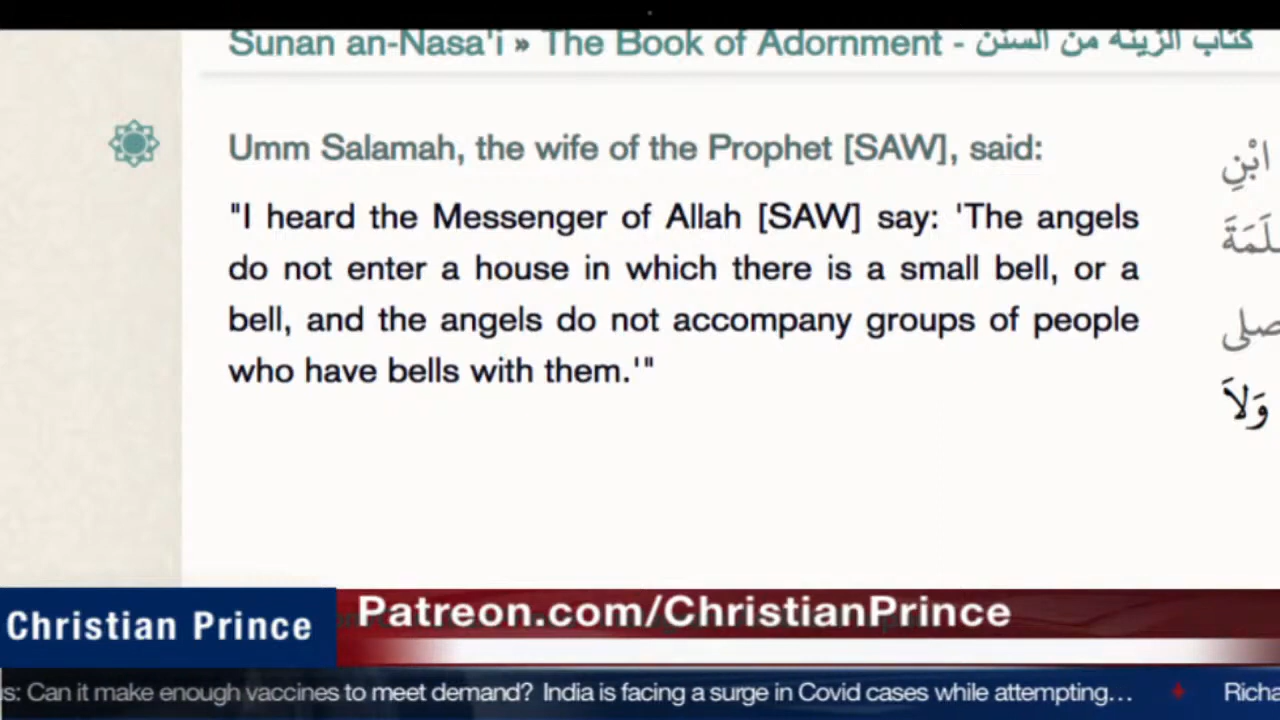 Sunan an-Nasa'i » The Book of Adornment - كتاب الزينة من السنن
Umm Salamah, the wife of the Prophet [SAW], said:
"I heard the Messenger of Allah [SAW] say: 'The angels
do not enter a house in which there is a small bell, or a
bell, and the angels do not accompany groups of people
who have bells with them.'"
ابْنِ
صلى
وَلاَ
Christian Prince
Patreon.com/ChristianPrince
s: Can it make enough vaccines to meet demand? India is facing a surge in Covid cases while attempting... Richa